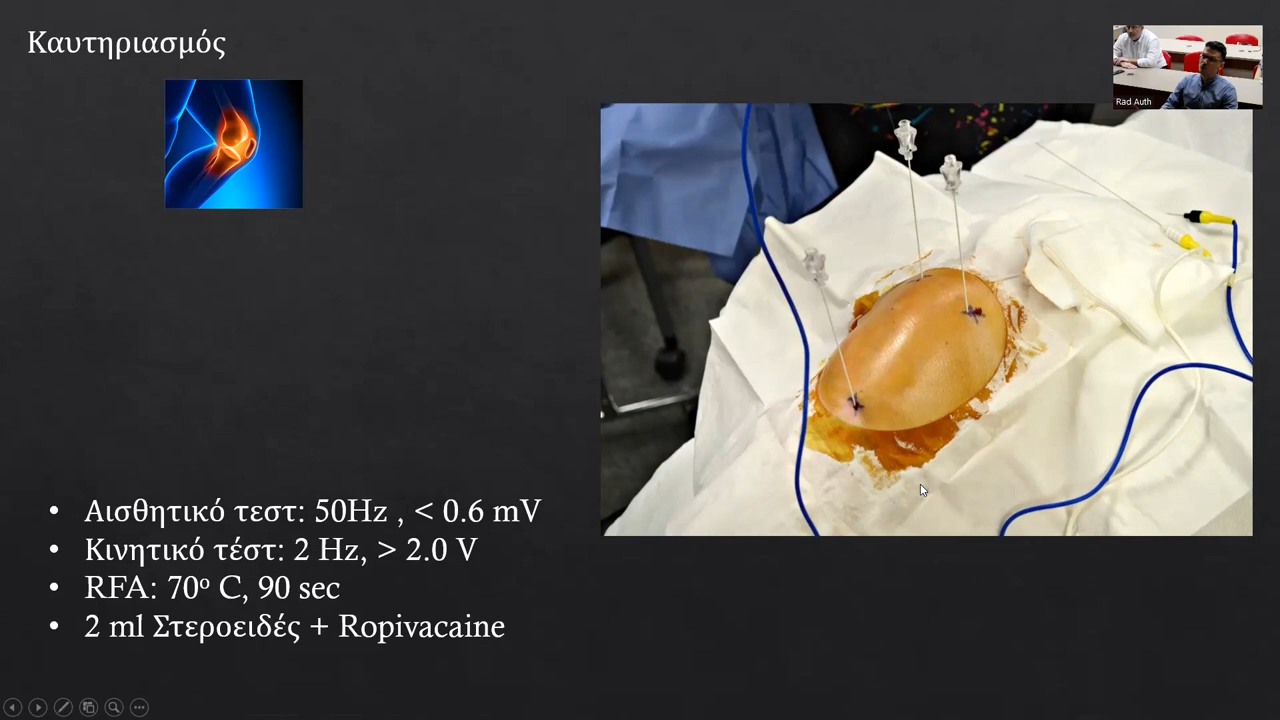 Καυτηριασμός
Rad Auth
• Αισθητικό τεστ: 50Hz , < 0.6 mV
• Κινητικό τέστ: 2 Hz, > 2.0 V
• RFA: 70º C, 90 sec
• 2 ml Στεροειδές + Ropivacaine